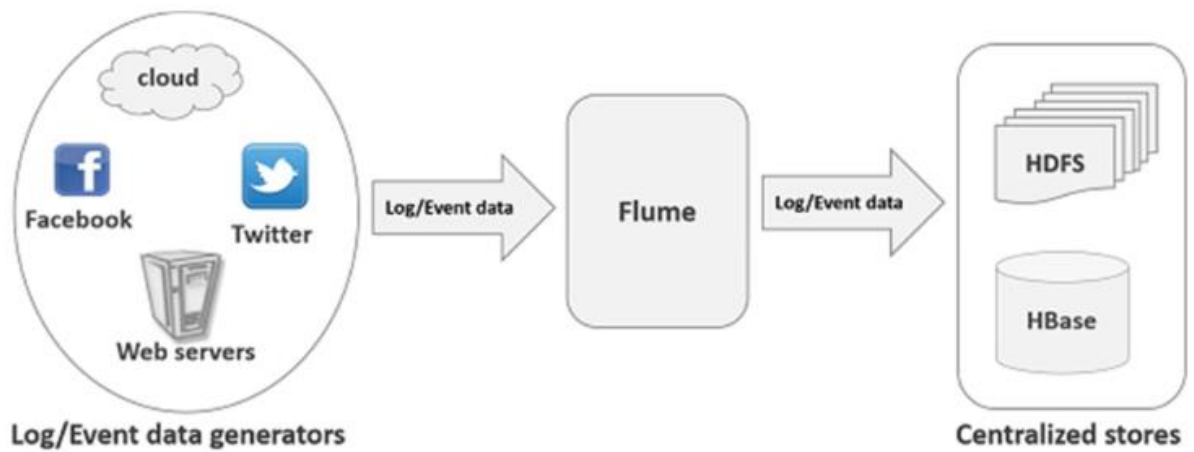 cloud
Facebook
Twitter
Web servers
Log/Event data generators
Log/Event data
Flume
Log/Event data
HDFS
HBase
Centralized stores